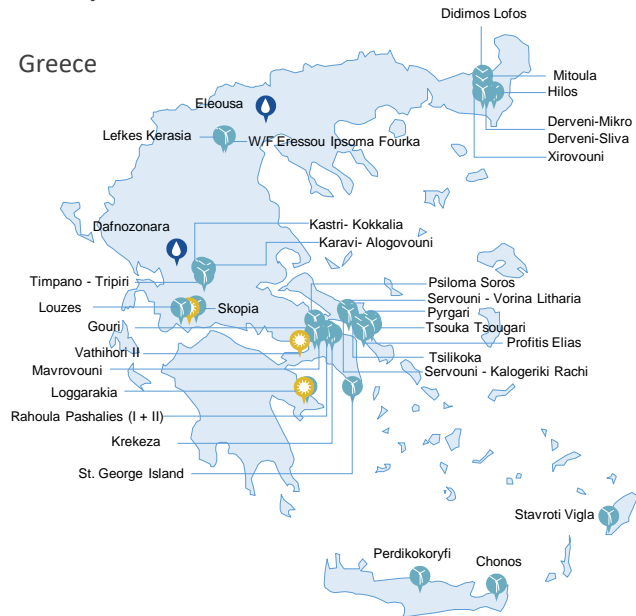 Didimos Lofos
Greece
Mitoula
Eleousa
Hilos
Lefkes Kerasia
W/F.Eressou Ipsoma Fourka
Derveni-Mikro
Derveni-Sliva
Xirovouni
Dafnozonara
Kastri- Kokkalia
Karavi- Alogovouni
Timpano - Tripiri
Psiloma Soros
Servouni - Vorina Litharia
Louzes
Skopia
Pyrgari
Gouri
Tsouka Tsougari
Profitis Elias
Vathihori II
Tsilikoka
Mavrovouni
Servouni - Kalogeriki Rachi
Loggarakia
Rahoula Pashalies (I + II)
Krekeza
St. George Island
Stavroti Vigla
Perdikokoryfi
Chonos